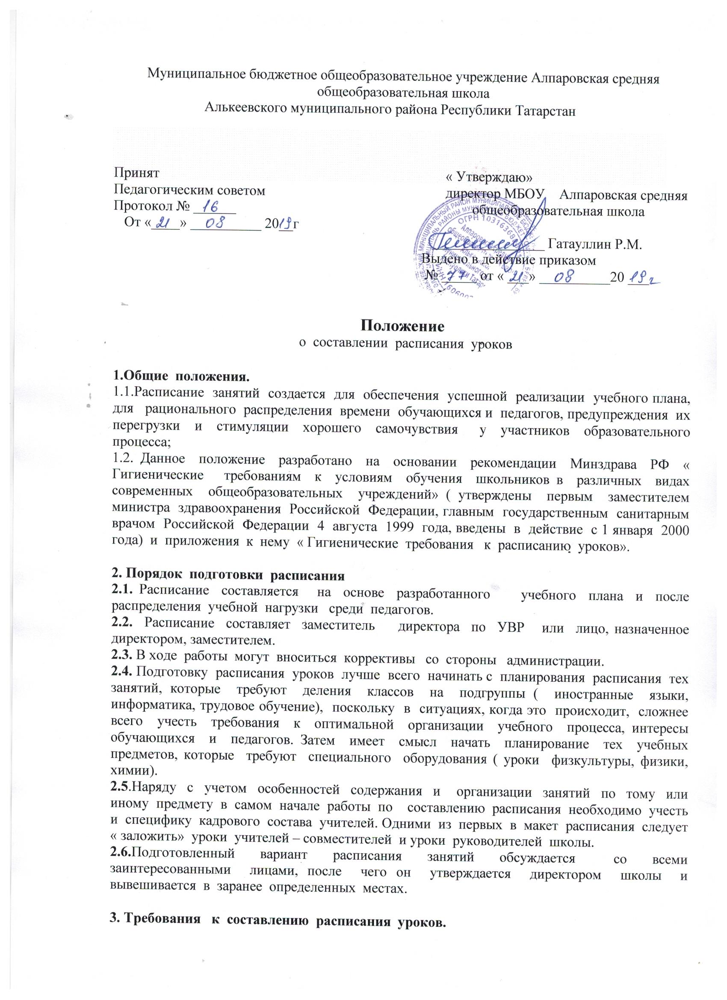 Муниципальное бюджетное общеобразовательное учреждение Алпаровская средняя
общеобразовательная школа
Алькеевского муниципального района Республики Татарстан
Принят
Педагогическим советом
Протокол № 16
От «21» 08 2019г
« Утверждаю»
директор МБОУ Алпаровская средняя
общеобразовательная школа
Гатауллин Р.М.
Выдено в действие приказом
№ 77 от « 21» 08 20 19 г
Положение
о составлении расписания уроков
1.Общие положения.
1.1.Расписание занятий создается для обеспечения успешной реализации учебного плана,
для рационального распределения времени обучающихся и педагогов, предупреждения их
перегрузки и стимуляции хорошего самочувствия у участников образовательного
процесса;
1.2. Данное положение разработано на основании рекомендации Минздрава РФ «
Гигиенические требованиям к условиям обучения школьников в различных видах
современных общеобразовательных учреждений» ( утверждены первым заместителем
министра здравоохранения Российской Федерации, главным государственным санитарным
врачом Российской Федерации 4 августа 1999 года, введены в действие с 1 января 2000
года) и приложения к нему « Гигиенические требования к расписанию уроков».
2. Порядок подготовки расписания
2.1. Расписание составляется на основе разработанного учебного плана и после
распределения учебной нагрузки среди педагогов.
2.2. Расписание составляет заместитель директора по УВР или лицо, назначенное
директором, заместителем.
2.3. В ходе работы могут вноситься коррективы со стороны администрации.
2.4. Подготовку расписания уроков лучше всего начинать с планирования расписания тех
занятий, которые требуют деления классов на подгруппы ( иностранные языки,
информатика, трудовое обучение), поскольку в ситуациях, когда это происходит, сложнее
всего учесть требования к оптимальной организации учебного процесса, интересы
обучающихся и педагогов. Затем имеет смысл начать планирование тех учебных
предметов, которые требуют специального оборудования ( уроки физкультуры, физики,
химии).
2.5.Наряду с учетом особенностей содержания и организации занятий по тому или
иному предмету в самом начале работы по составлению расписания необходимо учесть
и специфику кадрового состава учителей. Одними из первых в макет расписания следует
« заложить» уроки учителей – совместителей и уроки руководителей школы.
2.6.Подготовленный вариант расписания занятий обсуждается со всеми
заинтересованными лицами, после чего он утверждается директором школы и
вывешивается в заранее определенных местах.
3. Требования к составлению расписания уроков.